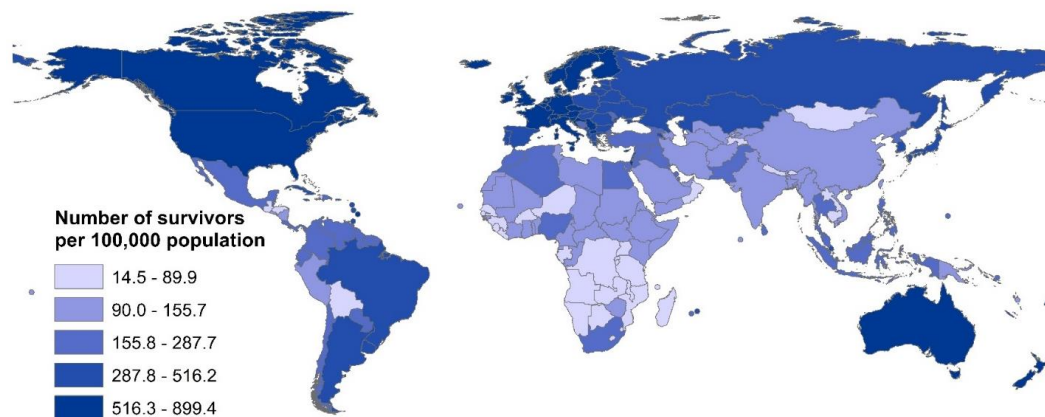 Number of survivors
per 100,000 population
14.5 - 89.9
90.0 - 155.7
155.8 - 287.7
287.8 - 516.2
516.3 - 899.4